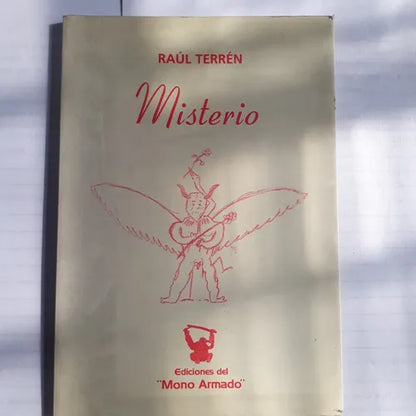 RAÚL TERRÉN
Misterio
Ediciones del
"Mono Armado"